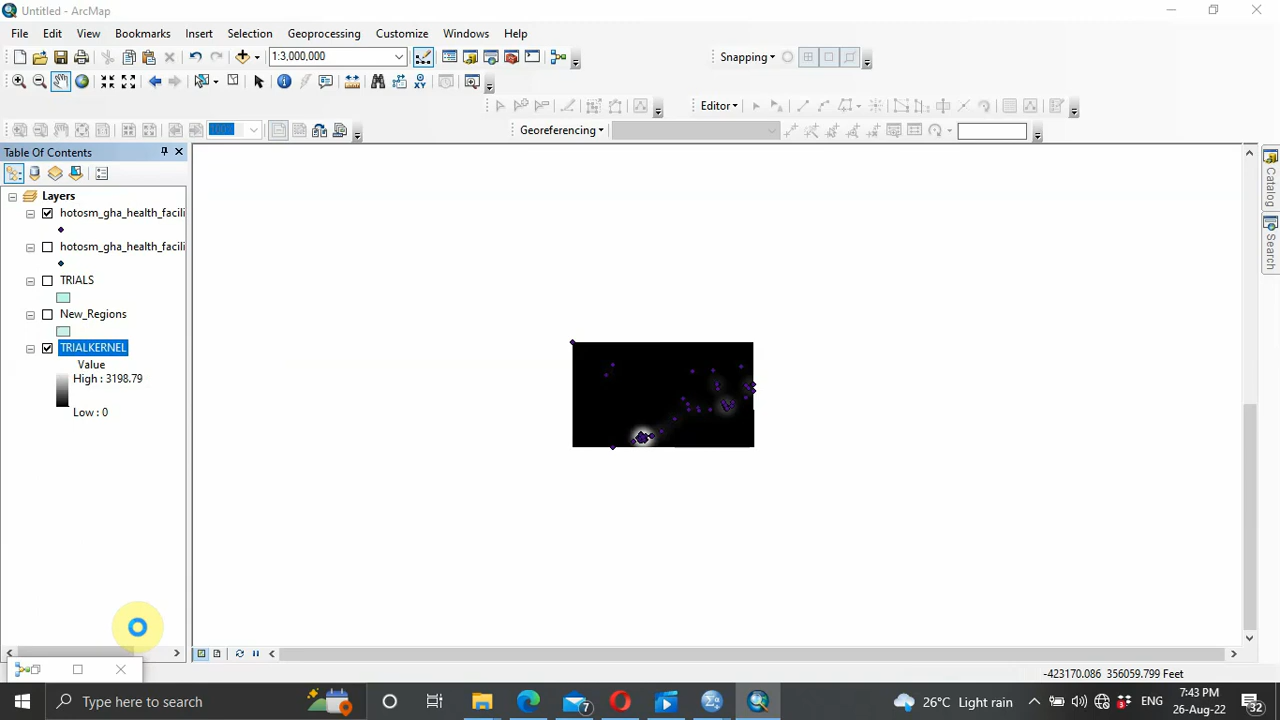 Untitled - ArcMap
File Edit View Bookmarks Insert Selection Geoprocessing Customize Windows Help
1:3,000,000
Snapping
Editor
Georeferencing
Table Of Contents
Layers
hotosm_gha_health_facili
hotosm_gha_health_facili
TRIALS
New_Regions
TRIALKERNEL
Value
High : 3198.79
Low : 0
Catalog
Search
-423170.086 356059.799 Feet
Type here to search
7
26°C Light rain
ENG
7:43 PM
26-Aug-22
32